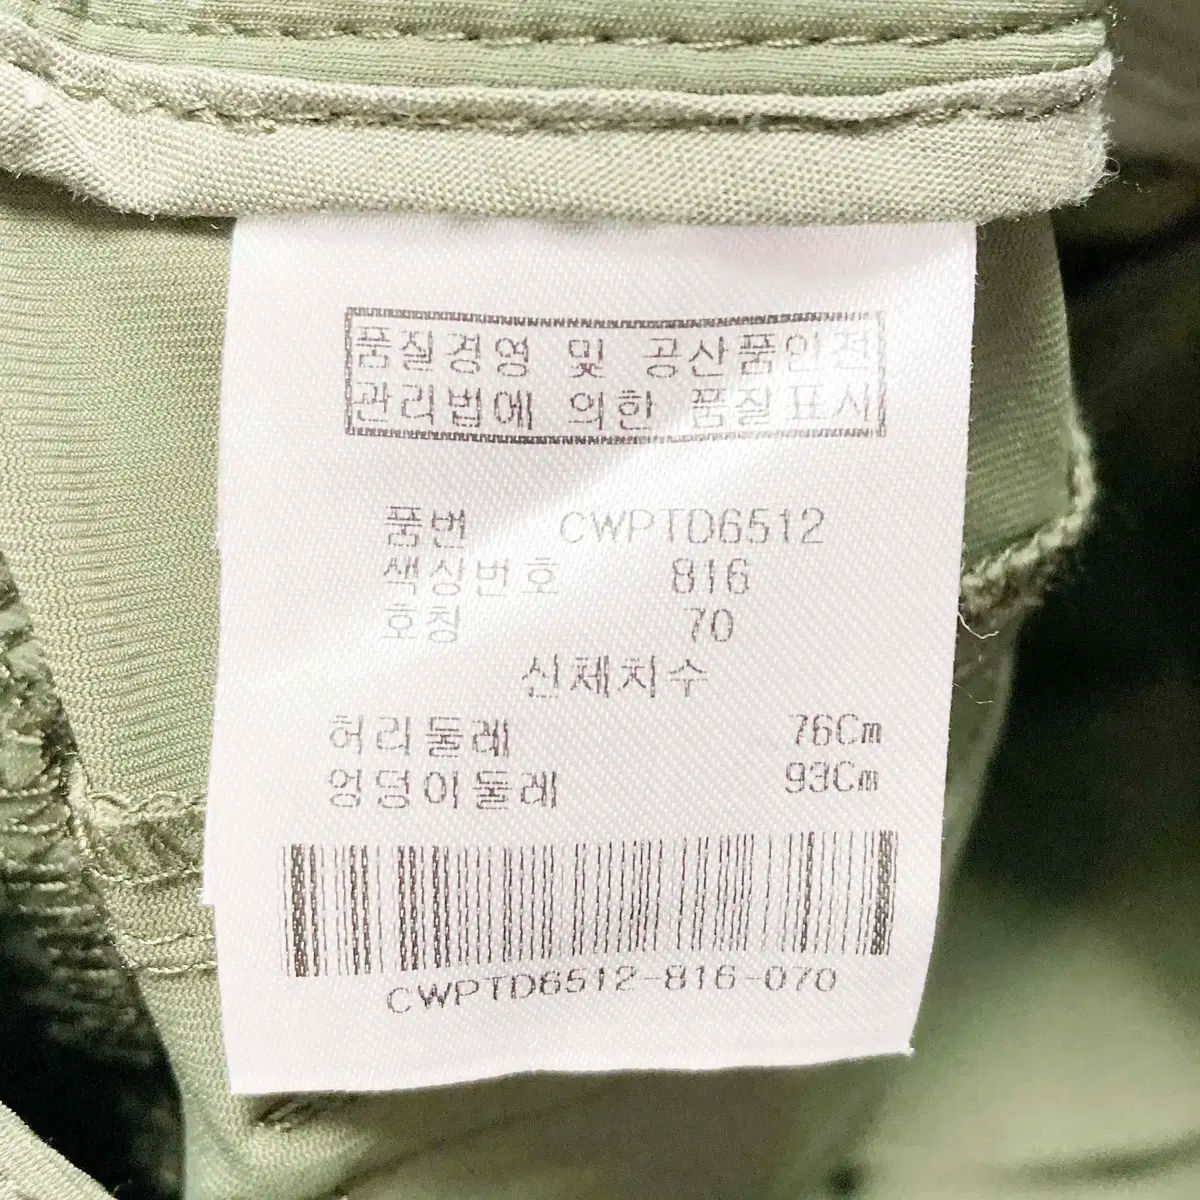 품질경영 및 공산품안전
관리법에 의한 품질표시
품번 CWPTD6512
색상번호 816
호칭 70
신체치수
허리둘레 76Cm
엉덩이둘레 93Cm
CWPTD6512-816-070